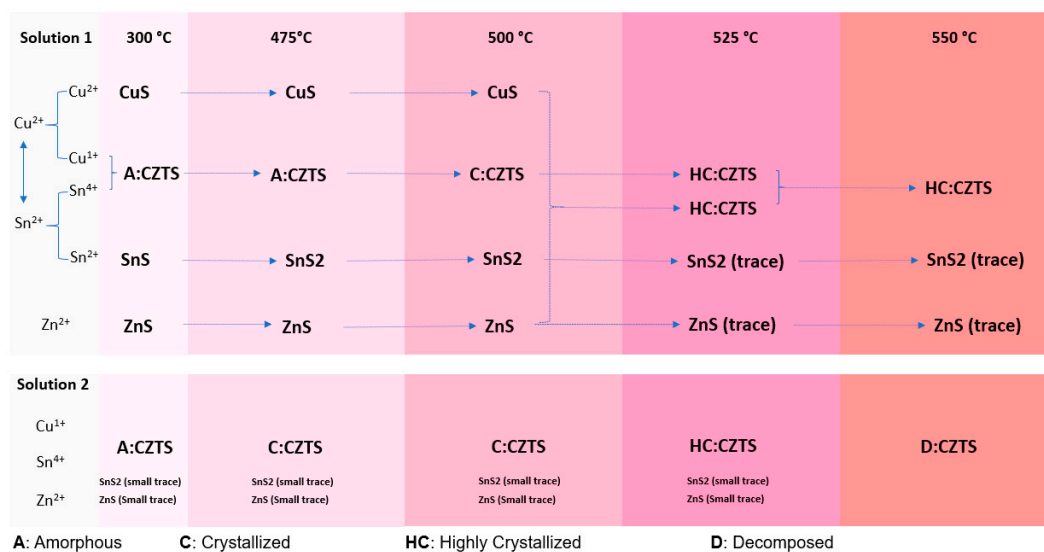 Solution 1 300 °C 475°C 500 °C 525 °C 550 °C
Cu2+ CuS CuS CuS
Cu2+
Cu1+
A:CZTS A:CZTS C:CZTS HC:CZTS
Sn4+ HC:CZTS
HC:CZTS
Sn2+
Sn2+ SnS SnS2 SnS2 SnS2 (trace) SnS2 (trace)
Zn2+ ZnS ZnS ZnS ZnS (trace) ZnS (trace)
Solution 2
Cu1+
A:CZTS C:CZTS C:CZTS HC:CZTS D:CZTS
Sn4+
SnS2 (small trace) SnS2 (small trace) SnS2 (small trace) SnS2 (small trace)
Zn2+ ZnS (Small trace) ZnS (Small trace) ZnS (Small trace) ZnS (Small trace)
A: Amorphous C: Crystallized HC: Highly Crystallized D: Decomposed